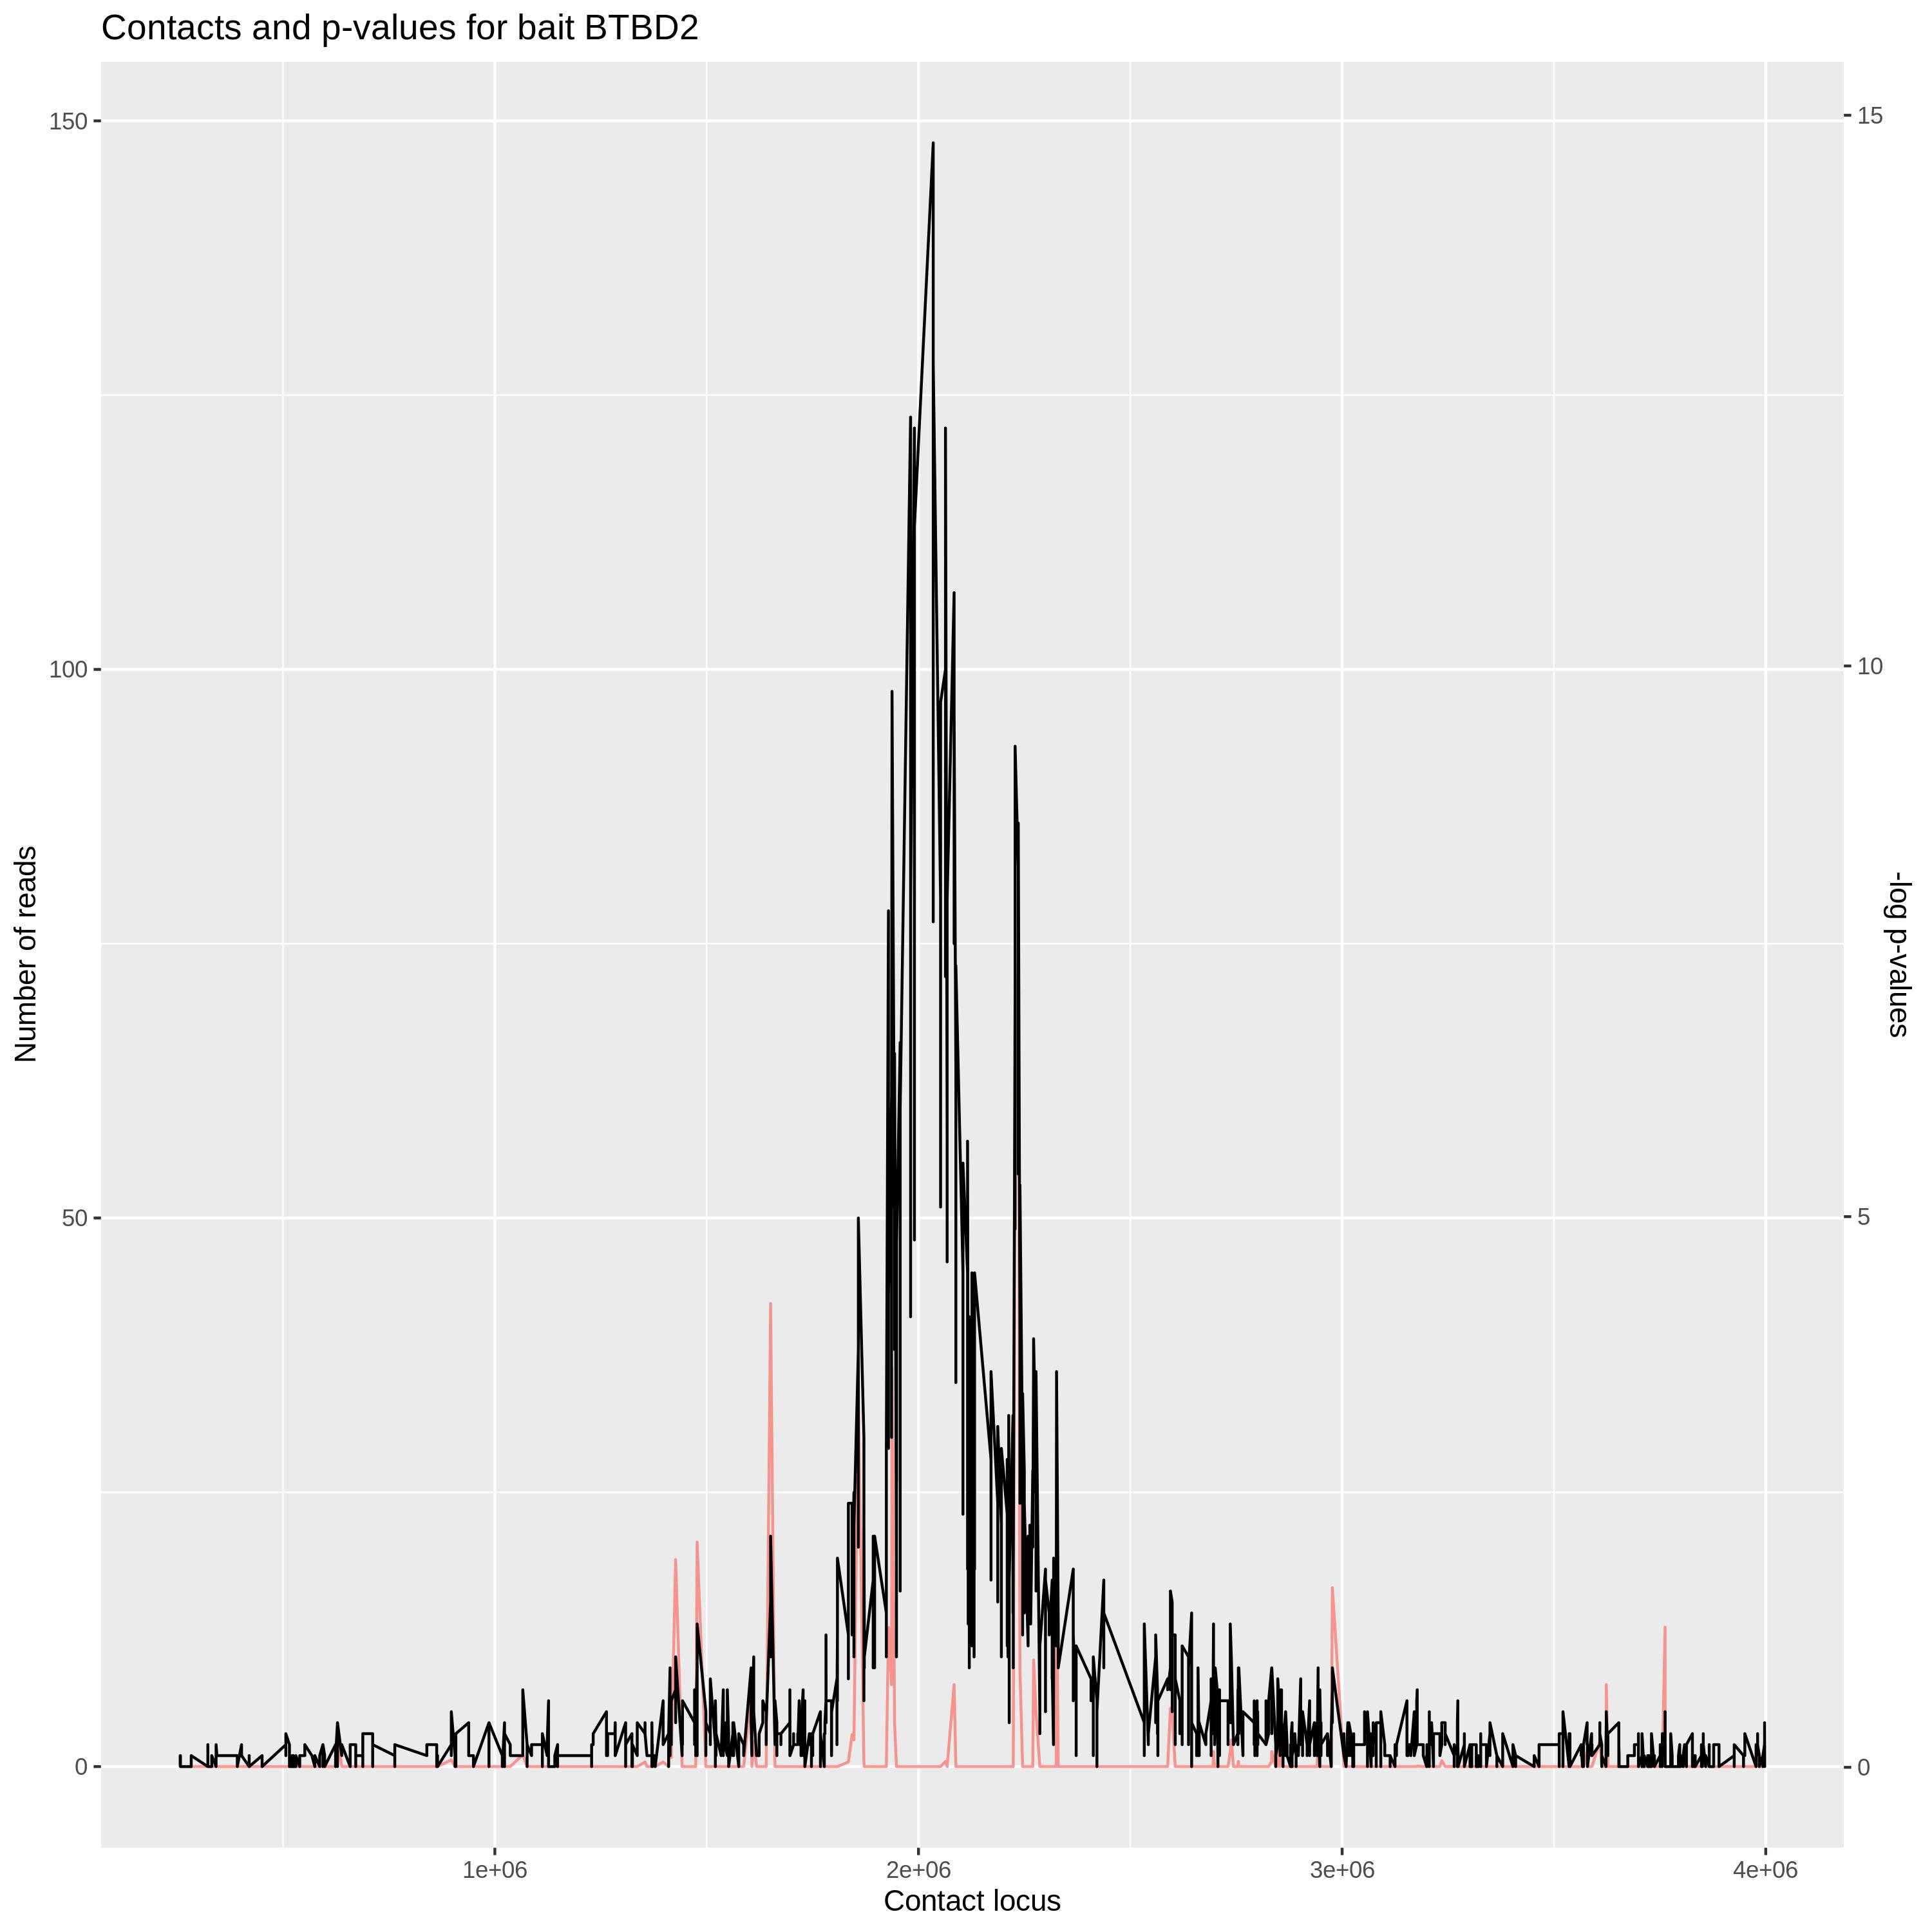 Contacts and p-values for bait BTBD2
150
100
50
0
15
10
5
0
Number of reads
-log p-values
1e+06
2e+06
3e+06
4e+06
Contact locus